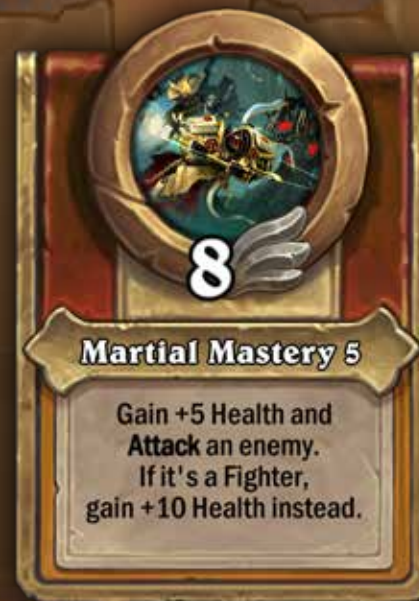 8
Martial Mastery 5
Gain +5 Health and
Attack an enemy.
If it's a Fighter,
gain +10 Health instead.